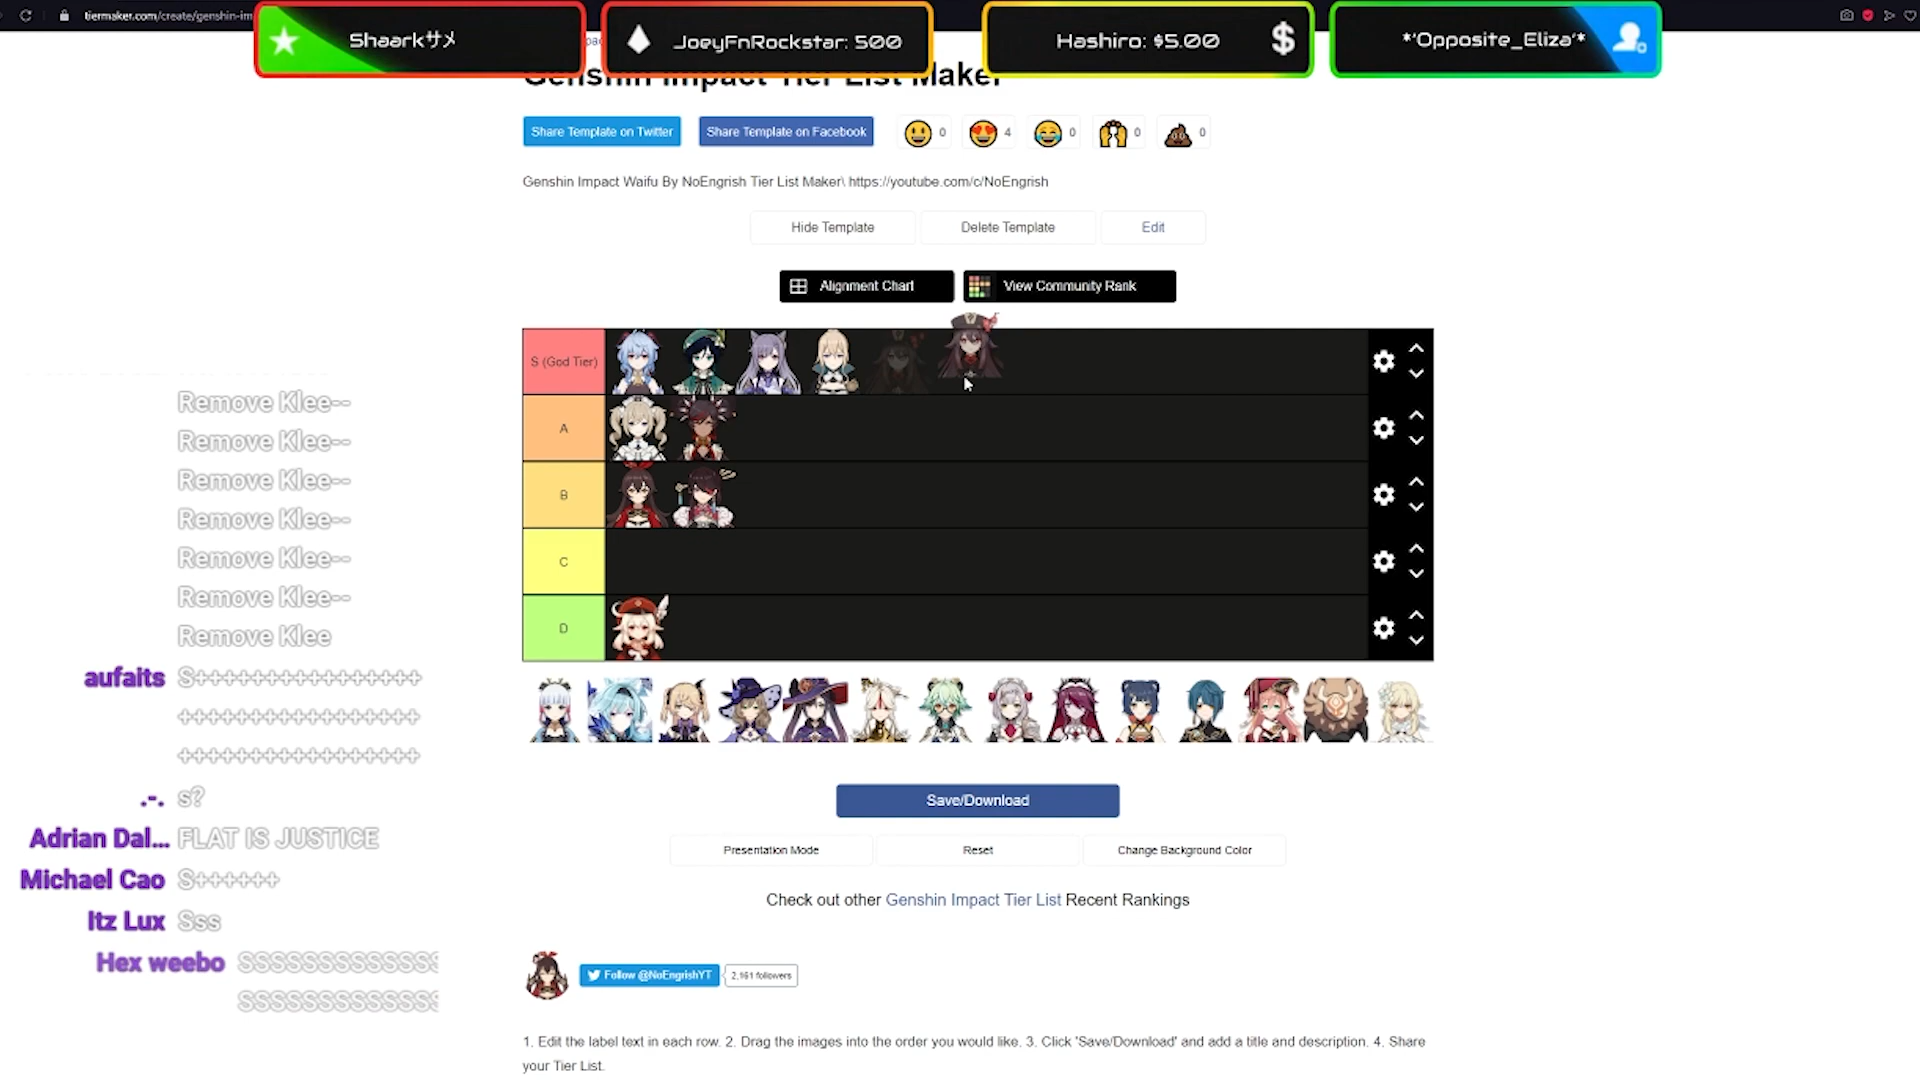 tiermaker.com/create/genshin-im
Shaarkサメ
JoeyFnRockstar: 500
Hashiro: $5.00
*'Opposite_Eliza'*
Genshin Impact Tier List Maker
Share Template on Twitter
Share Template on Facebook
0
4
0
0
0
Genshin Impact Waifu By NoEngrish Tier List Maker\ https://youtube.com/c/NoEngrish
Hide Template
Delete Template
Edit
Alignment Chart
View Community Rank
S (God Tier)
A
B
C
D
Remove Klee--
Remove Klee--
Remove Klee--
Remove Klee--
Remove Klee--
Remove Klee--
Remove Klee
aufaits S++++++++++++++++
+++++++++++++++++
+++++++++++++++++
.-. s?
Adrian Dal... FLAT IS JUSTICE
Michael Cao S++++++
Itz Lux Sss
Hex weebo SSSSSSSSSSSSS
SSSSSSSSSSSSS
Save/Download
Presentation Mode
Reset
Change Background Color
Check out other Genshin Impact Tier List Recent Rankings
Follow @NoEngrishYT
2,161 followers
1. Edit the label text in each row. 2. Drag the images into the order you would like. 3. Click 'Save/Download' and add a title and description. 4. Share
your Tier List.